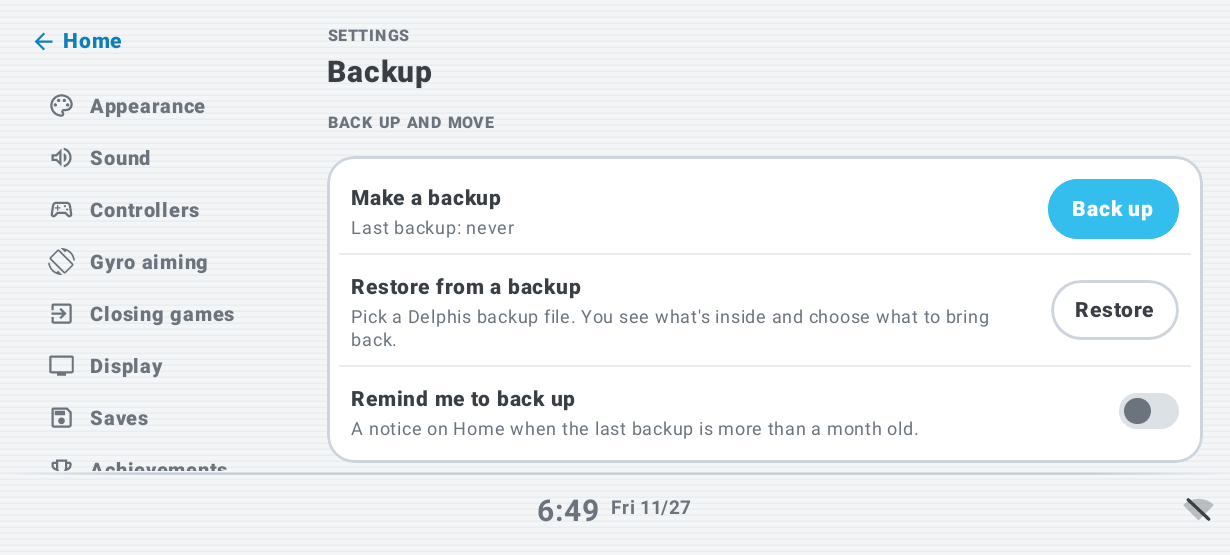 Home
Appearance
Sound
Controllers
Gyro aiming
Closing games
Display
Saves
Achievements
SETTINGS
Backup
BACK UP AND MOVE
Make a backup
Last backup: never
Back up
Restore from a backup
Pick a Delphis backup file. You see what's inside and choose what to bring
back.
Restore
Remind me to back up
A notice on Home when the last backup is more than a month old.
6:49 Fri 11/27